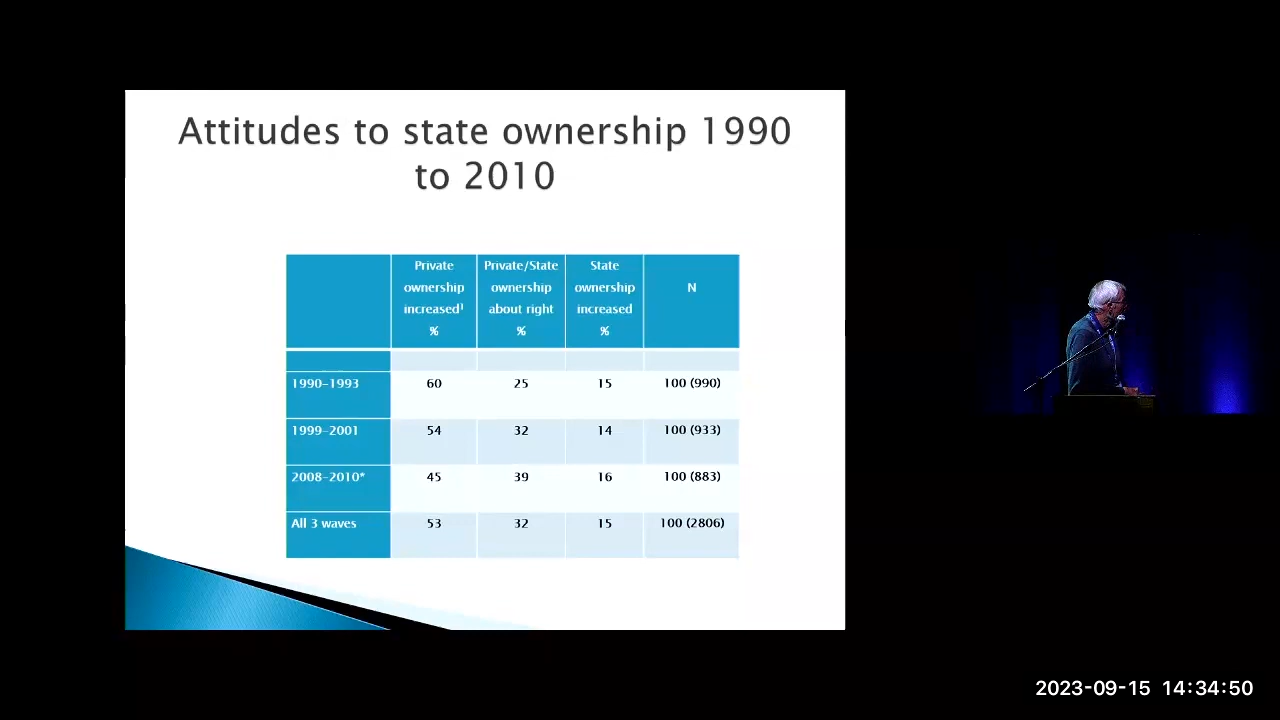 Attitudes to state ownership 1990
to 2010
Private ownership increased¹ % | Private/State ownership about right % | State ownership increased % | N
1990-1993 60 25 15 100 (990)
1999-2001 54 32 14 100 (933)
2008-2010* 45 39 16 100 (883)
All 3 waves 53 32 15 100 (2806)
2023-09-15 14:34:50